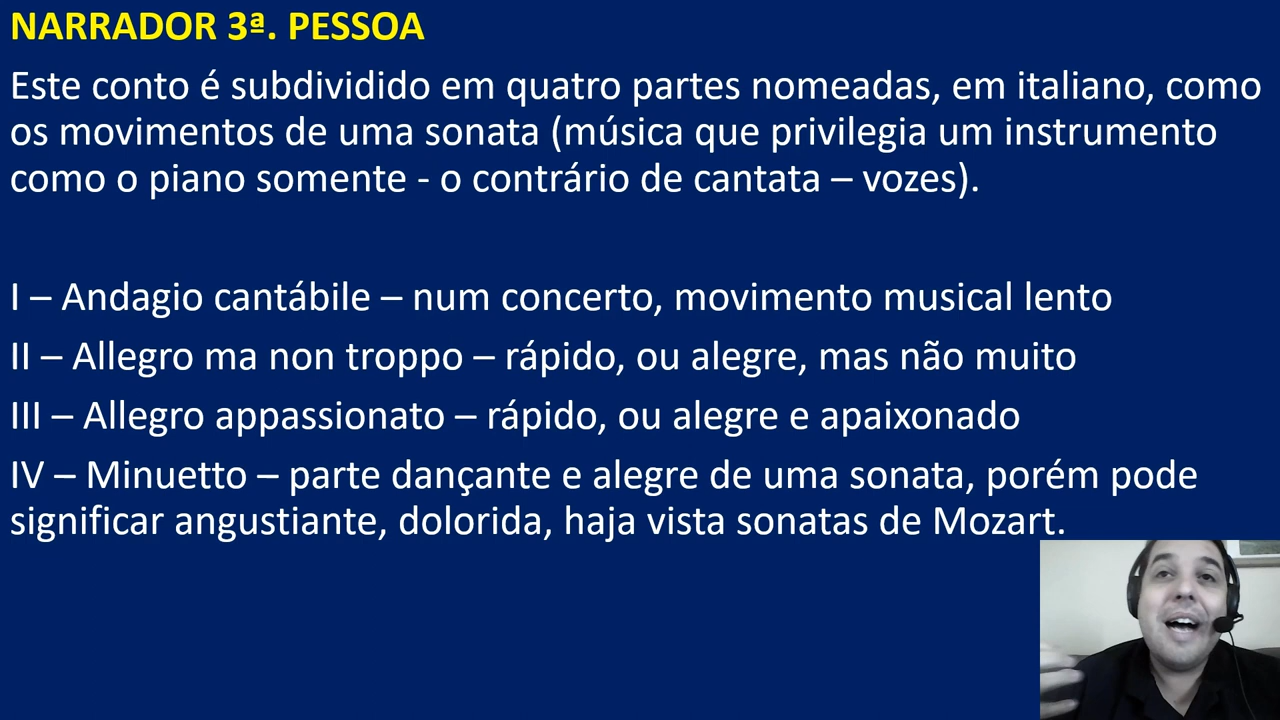 NARRADOR 3ª. PESSOA
Este conto é subdividido em quatro partes nomeadas, em italiano, como
os movimentos de uma sonata (música que privilegia um instrumento
como o piano somente - o contrário de cantata – vozes).
I – Andagio cantábile – num concerto, movimento musical lento
II – Allegro ma non troppo – rápido, ou alegre, mas não muito
III – Allegro appassionato – rápido, ou alegre e apaixonado
IV – Minuetto – parte dançante e alegre de uma sonata, porém pode
significar angustiante, dolorida, haja vista sonatas de Mozart.